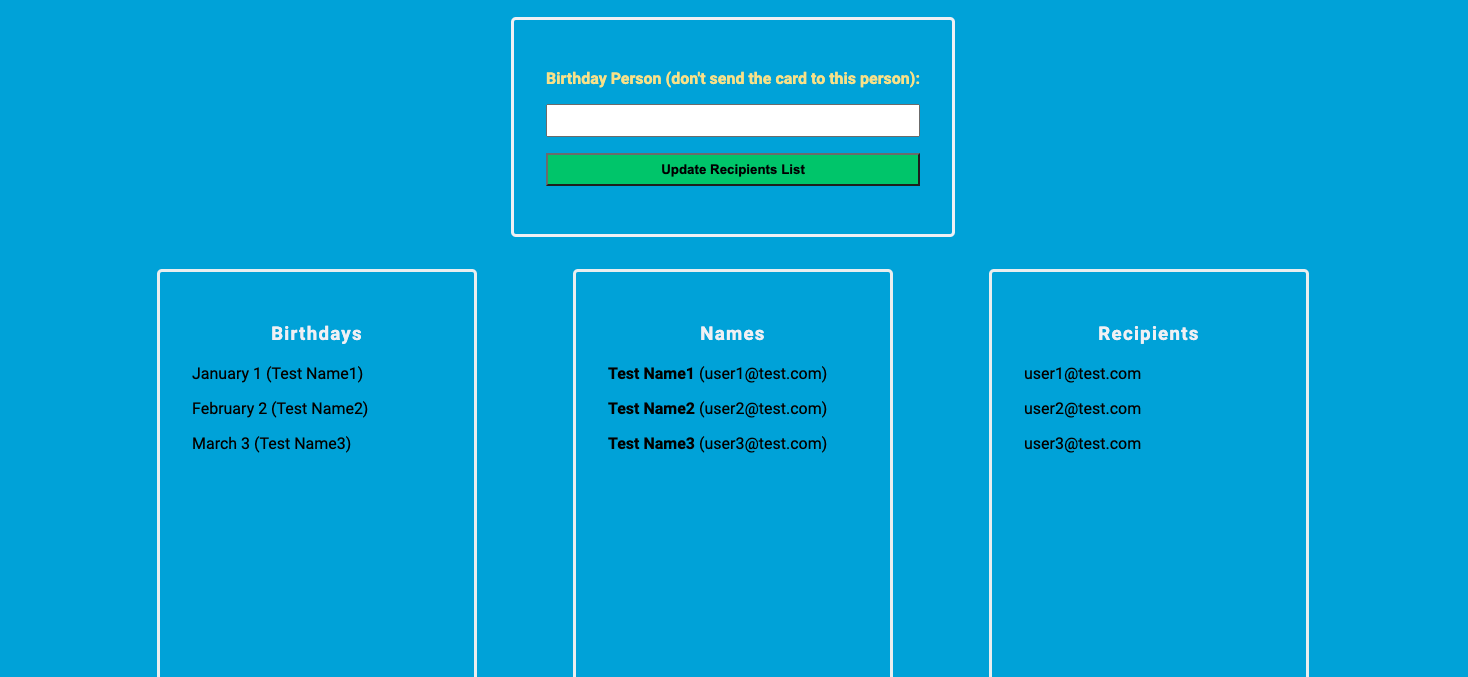 Birthday Person (don't send the card to this person):
Update Recipients List
Birthdays
January 1 (Test Name1)
February 2 (Test Name2)
March 3 (Test Name3)
Names
Test Name1 (user1@test.com)
Test Name2 (user2@test.com)
Test Name3 (user3@test.com)
Recipients
user1@test.com
user2@test.com
user3@test.com